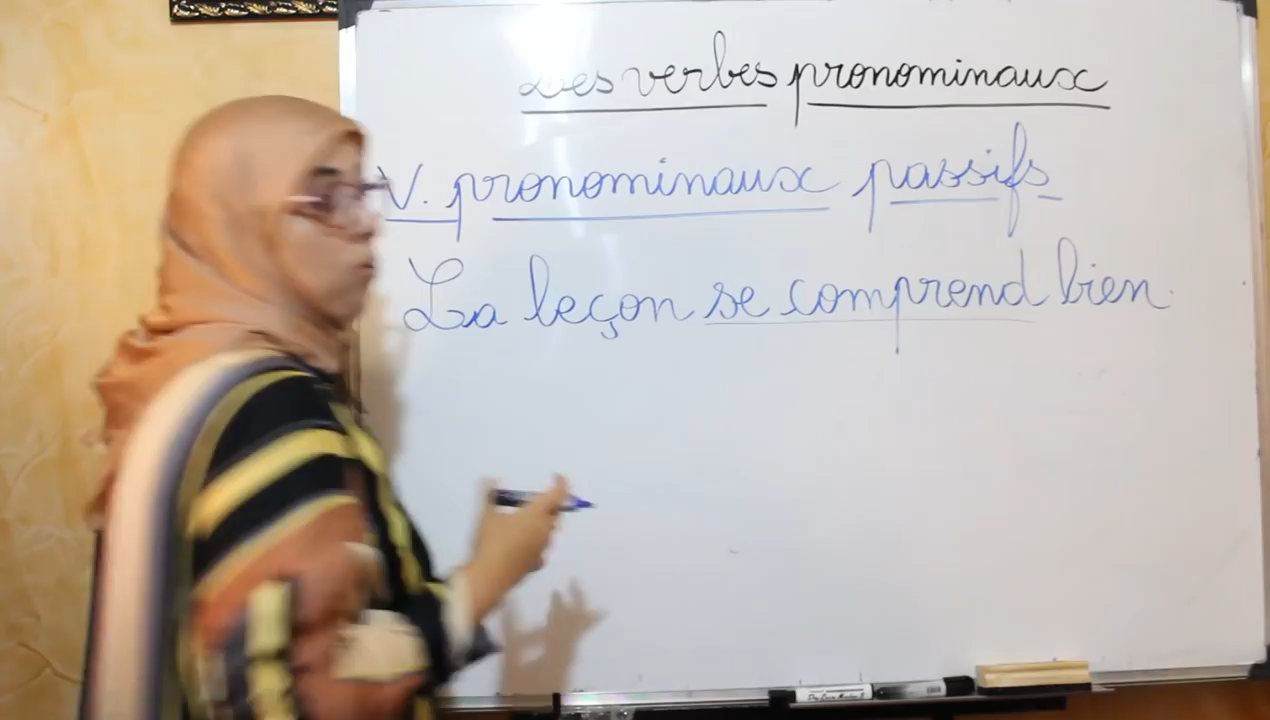 Les verbes pronominaux
V. pronominaux passifs
La leçon se comprend bien.